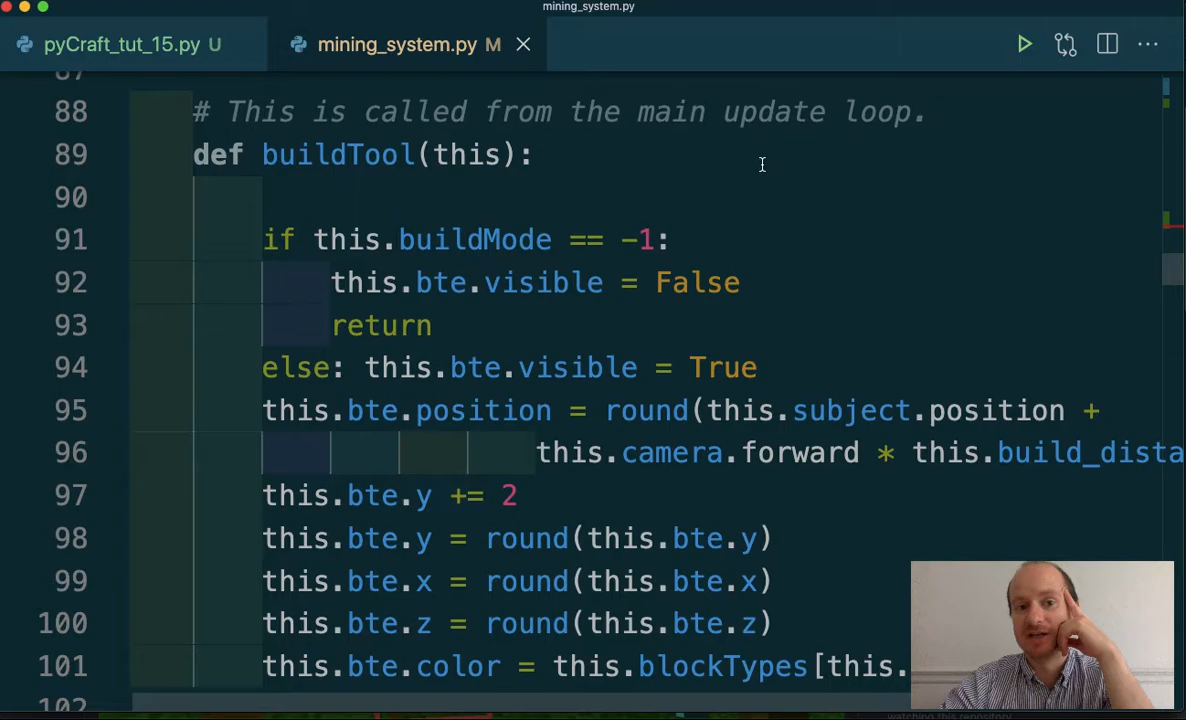 mining_system.py
pyCraft_tut_15.py U
mining_system.py M
88 # This is called from the main update loop.
89 def buildTool(this):
90
91 if this.buildMode == -1:
92 this.bte.visible = False
93 return
94 else: this.bte.visible = True
95 this.bte.position = round(this.subject.position +
96 this.camera.forward * this.build_dista
97 this.bte.y += 2
98 this.bte.y = round(this.bte.y)
99 this.bte.x = round(this.bte.x)
100 this.bte.z = round(this.bte.z)
101 this.bte.color = this.blockTypes[this.
watching this repository